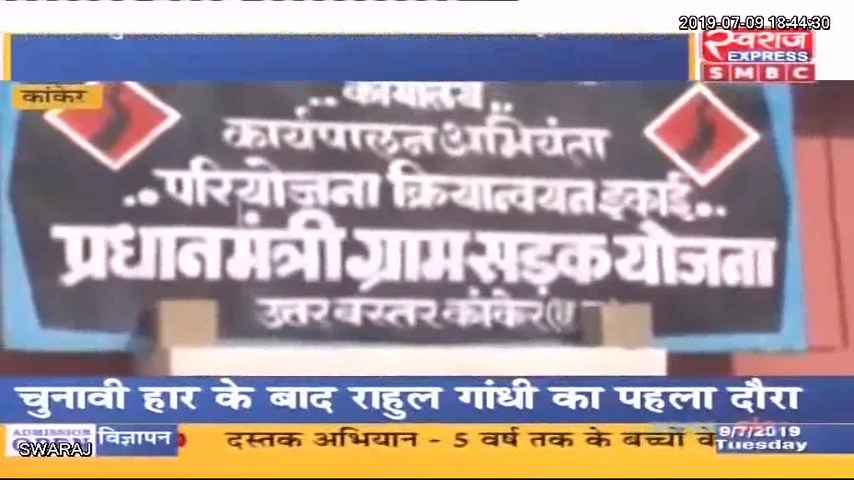 2019-07-09 18:44:30
स्वराज
EXPRESS
SMBC
कांकेर
कार्यालय
कार्यपालन अभियंता
परियोजना क्रियान्वयन इकाई
प्रधानमंत्री ग्राम सड़क योजना
उत्तर बस्तर कांकेर
चुनावी हार के बाद राहुल गांधी का पहला दौरा
ADMISSION
OPEN
विज्ञापन
दस्तक अभियान - 5 वर्ष तक के बच्चों
9/7/2019
Tuesday
SWARAJ